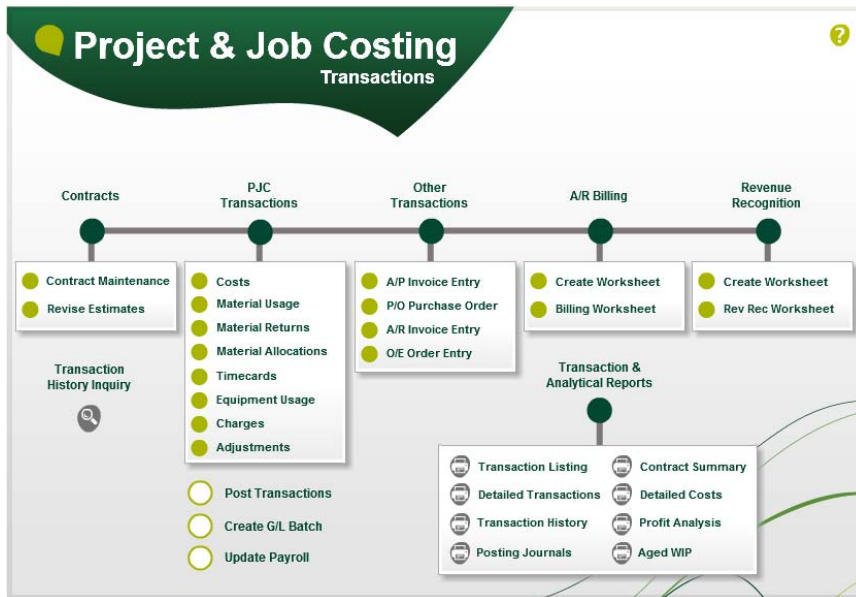 Project & Job Costing
Transactions
?
Contracts
PJC
Transactions
Other
Transactions
A/R Billing
Revenue
Recognition
Contract Maintenance
Revise Estimates
Costs
Material Usage
Material Returns
Material Allocations
Timecards
Equipment Usage
Charges
Adjustments
A/P Invoice Entry
P/O Purchase Order
A/R Invoice Entry
O/E Order Entry
Create Worksheet
Billing Worksheet
Create Worksheet
Rev Rec Worksheet
Transaction
History Inquiry
Post Transactions
Create G/L Batch
Update Payroll
Transaction &
Analytical Reports
Transaction Listing
Detailed Transactions
Transaction History
Posting Journals
Contract Summary
Detailed Costs
Profit Analysis
Aged WIP